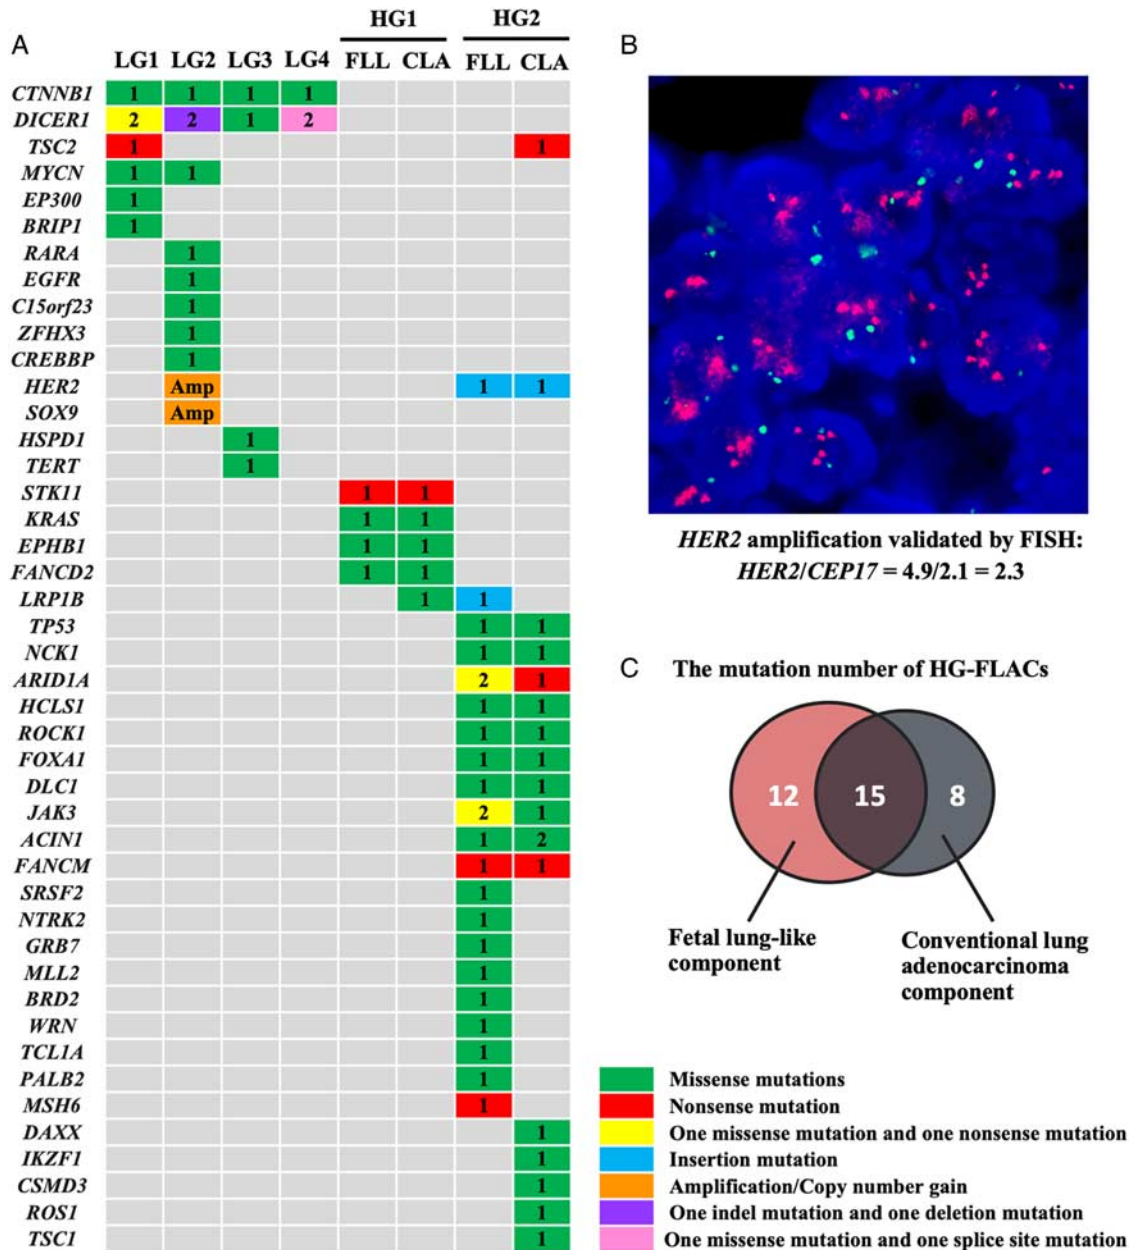 A
HG1 HG2
LG1 LG2 LG3 LG4 FLL CLA FLL CLA
CTNNB1 1 1 1 1
DICER1 2 2 1 2
TSC2 1 1
MYCN 1 1
EP300 1
BRIP1 1
RARA 1
EGFR 1
C15orf23 1
ZFHX3 1
CREBBP 1
HER2 Amp 1 1
SOX9 Amp
HSPD1 1
TERT 1
STK11 1 1
KRAS 1 1
EPHB1 1 1
FANCD2 1 1
LRP1B 1 1
TP53 1 1
NCK1 1 1
ARID1A 2 1
HCLS1 1 1
ROCK1 1 1
FOXA1 1 1
DLC1 1 1
JAK3 2 1
ACIN1 1 2
FANCM 1 1
SRSF2 1
NTRK2 1
GRB7 1
MLL2 1
BRD2 1
WRN 1
TCL1A 1
PALB2 1
MSH6 1
DAXX 1
IKZF1 1
CSMD3 1
ROS1 1
TSC1 1
B
HER2 amplification validated by FISH:
HER2/CEP17 = 4.9/2.1 = 2.3
C The mutation number of HG-FLACs
12 15 8
Fetal lung-like
component
Conventional lung
adenocarcinoma
component
Missense mutations
Nonsense mutation
One missense mutation and one nonsense mutation
Insertion mutation
Amplification/Copy number gain
One indel mutation and one deletion mutation
One missense mutation and one splice site mutation